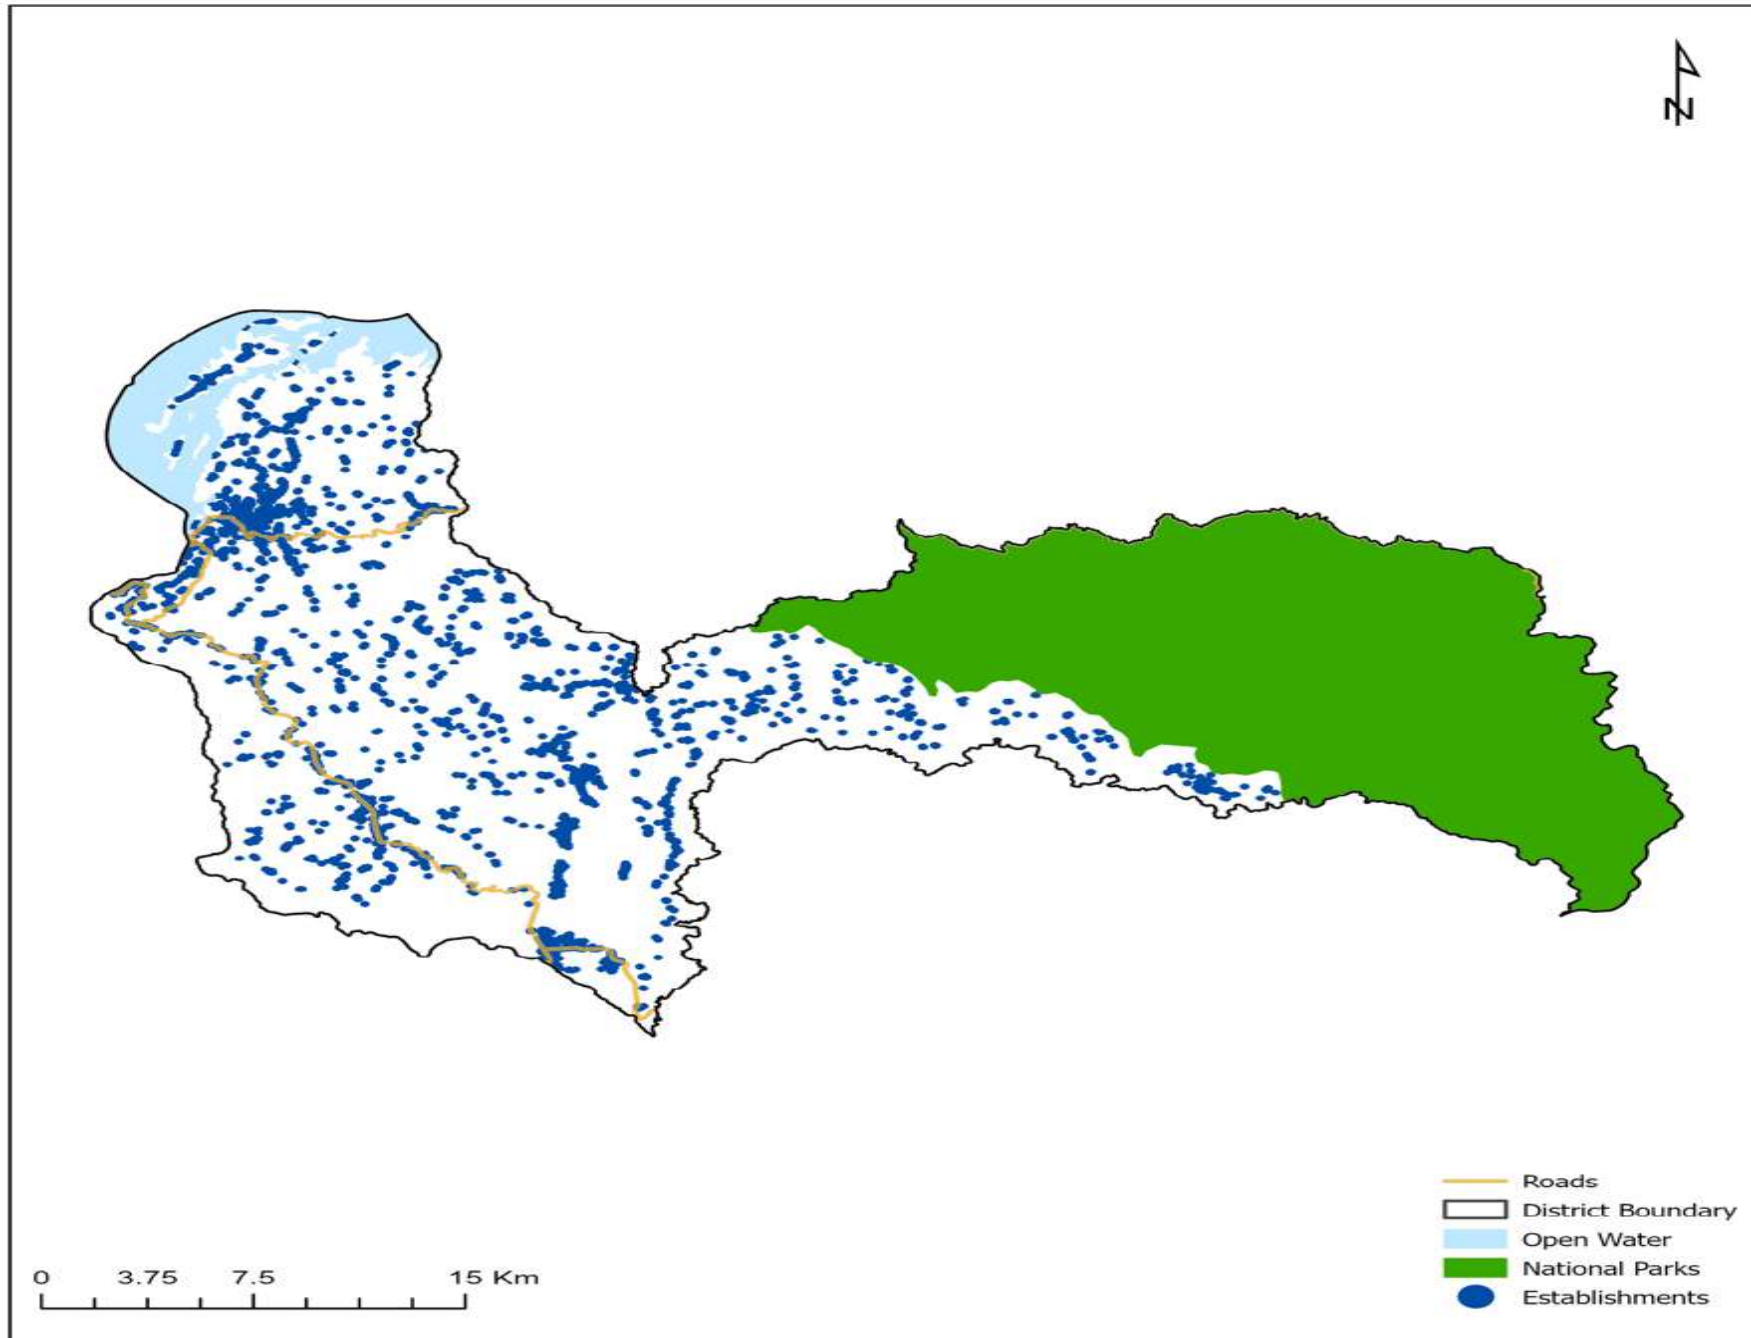 N
Roads
District Boundary
Open Water
National Parks
Establishments
0 3.75 7.5 15 Km